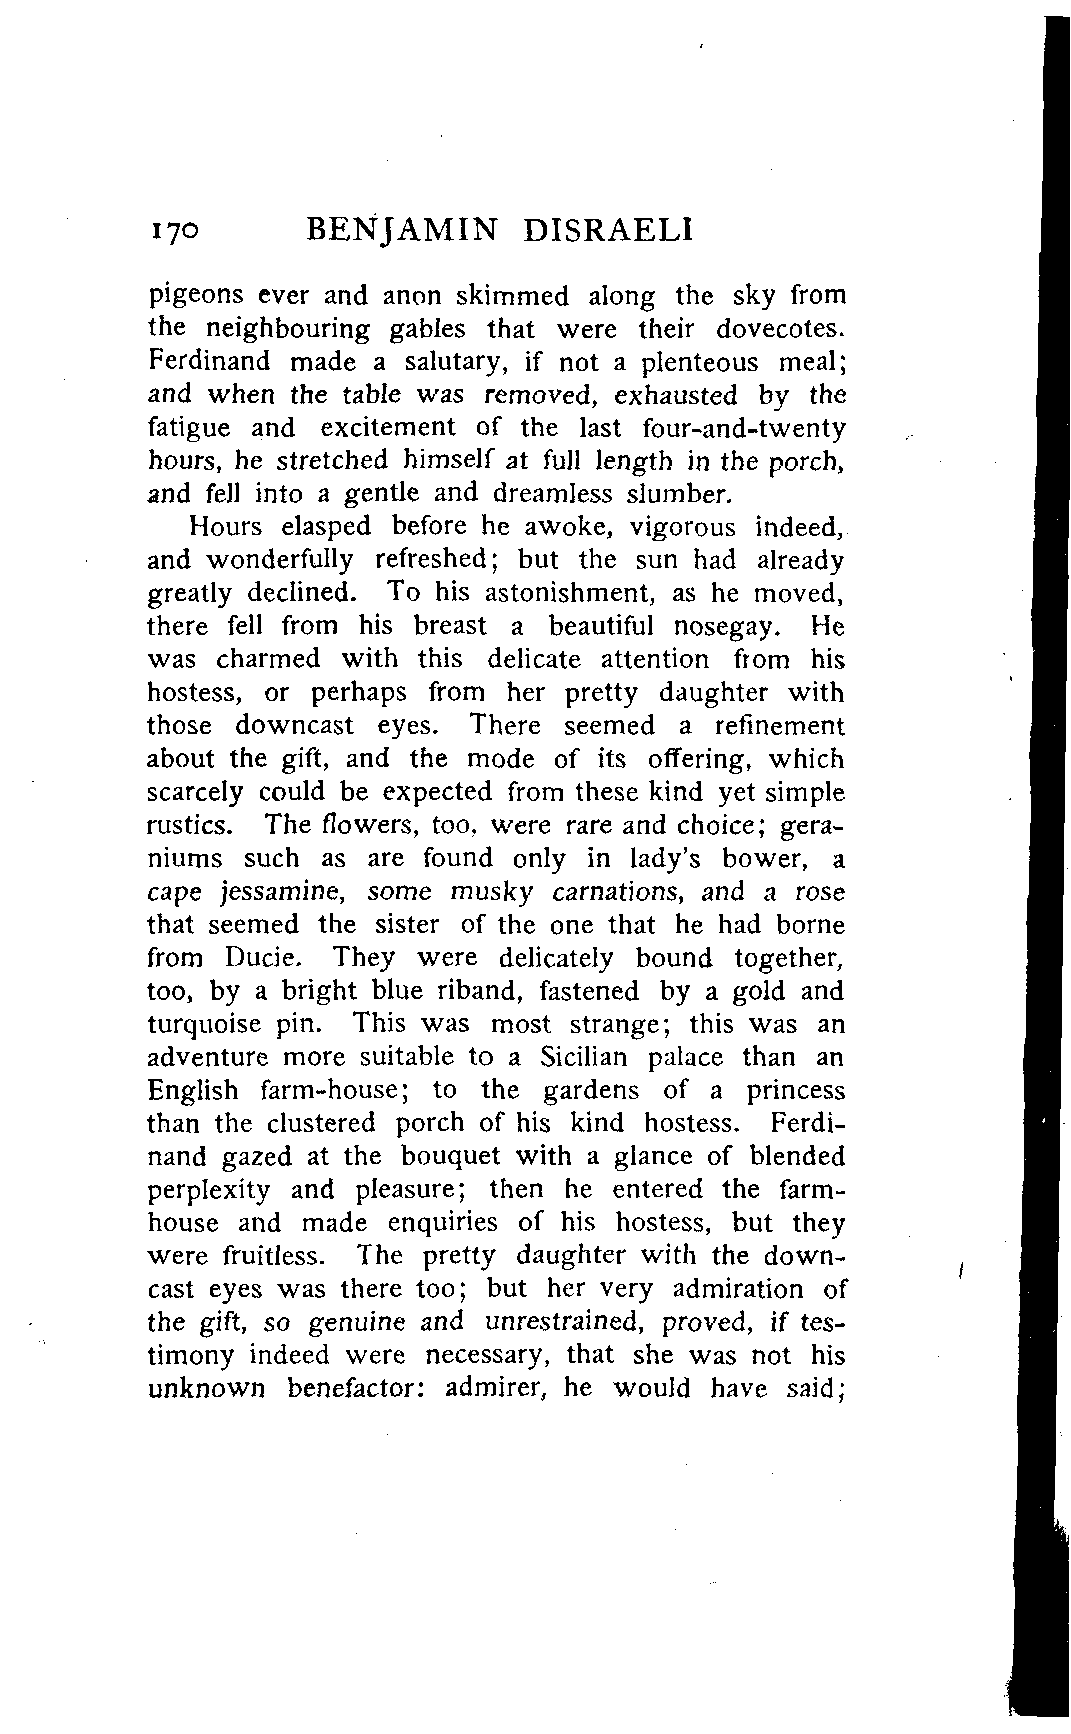 170 BENJAMIN DISRAELI
pigeons ever and anon skimmed along the sky from
the neighbouring gables that were their dovecotes.
Ferdinand made a salutary, if not a plenteous meal;
and when the table was removed, exhausted by the
fatigue and excitement of the last four-and-twenty
hours, he stretched himself at full length in the porch,
and fell into a gentle and dreamless slumber.
Hours elasped before he awoke, vigorous indeed,
and wonderfully refreshed; but the sun had already
greatly declined. To his astonishment, as he moved,
there fell from his breast a beautiful nosegay. He
was charmed with this delicate attention from his
hostess, or perhaps from her pretty daughter with
those downcast eyes. There seemed a refinement
about the gift, and the mode of its offering, which
scarcely could be expected from these kind yet simple
rustics. The flowers, too, were rare and choice; gera-
niums such as are found only in lady's bower, a
cape jessamine, some musky carnations, and a rose
that seemed the sister of the one that he had borne
from Ducie. They were delicately bound together,
too, by a bright blue riband, fastened by a gold and
turquoise pin. This was most strange; this was an
adventure more suitable to a Sicilian palace than an
English farm-house; to the gardens of a princess
than the clustered porch of his kind hostess. Ferdi-
nand gazed at the bouquet with a glance of blended
perplexity and pleasure; then he entered the farm-
house and made enquiries of his hostess, but they
were fruitless. The pretty daughter with the down-
cast eyes was there too; but her very admiration of
the gift, so genuine and unrestrained, proved, if tes-
timony indeed were necessary, that she was not his
unknown benefactor: admirer, he would have said;